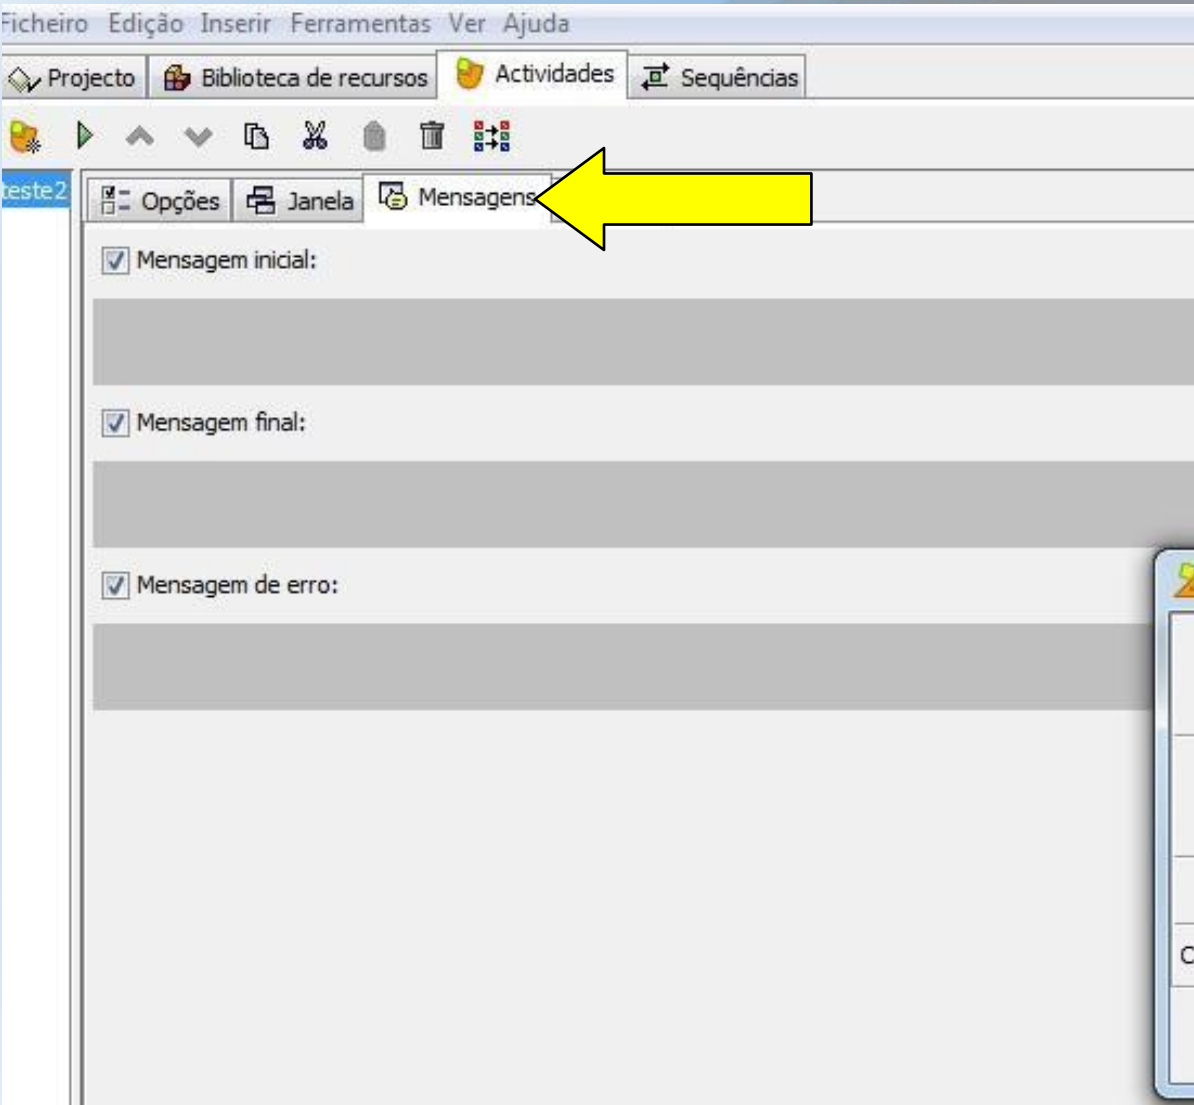 Ficheiro Edição Inserir Ferramentas Ver Ajuda
Projecto Biblioteca de recursos Actividades Sequências
teste2 Opções Janela Mensagens
Mensagem inicial:
Mensagem final:
Mensagem de erro: